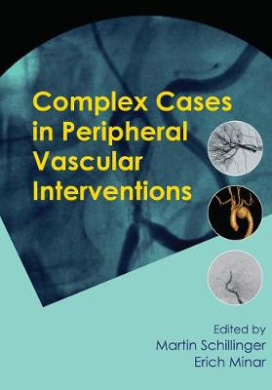 Complex Cases
in Peripheral
Vascular
Interventions
Edited by
Martin Schillinger
Erich Minar